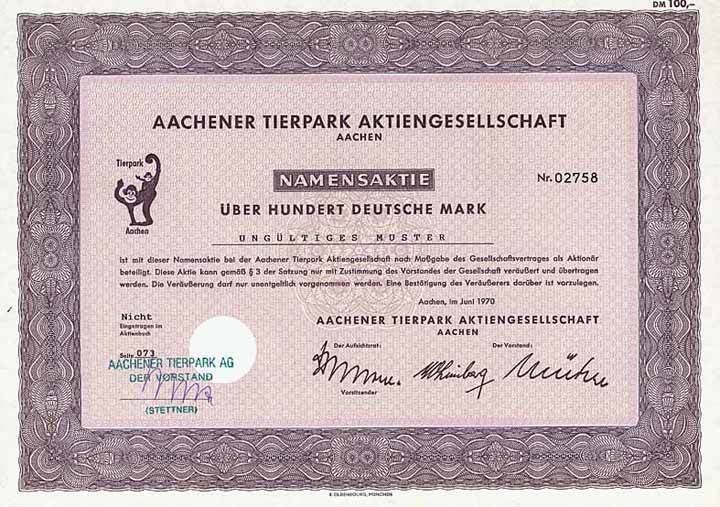 DM 100,-
AACHENER TIERPARK AKTIENGESELLSCHAFT
AACHEN
Tierpark
Aachen
NAMENSAKTIE
Nr. 02758
ÜBER HUNDERT DEUTSCHE MARK
UNGÜLTIGES MUSTER
ist mit dieser Namensaktie bei der Aachener Tierpark Aktiengesellschaft nach Maßgabe des Gesellschaftsvertrages als Aktionär
beteiligt. Diese Aktie kann gemäß § 3 der Satzung nur mit Zustimmung des Vorstandes der Gesellschaft veräußert und übertragen
werden. Die Veräußerung darf nur unentgeltlich vorgenommen werden. Eine Bestätigung des Veräußerers darüber ist vorzulegen.
Aachen, im Juni 1970
Nicht
Eingetragen im
Aktienbuch
Seite 073
AACHENER TIERPARK AKTIENGESELLSCHAFT
AACHEN
Der Aufsichtsrat:
Der Vorstand:
Vorsitzender
AACHENER TIERPARK AG
DER VORSTAND
(STETTNER)
R. OLDENBOURG, MÜNCHEN